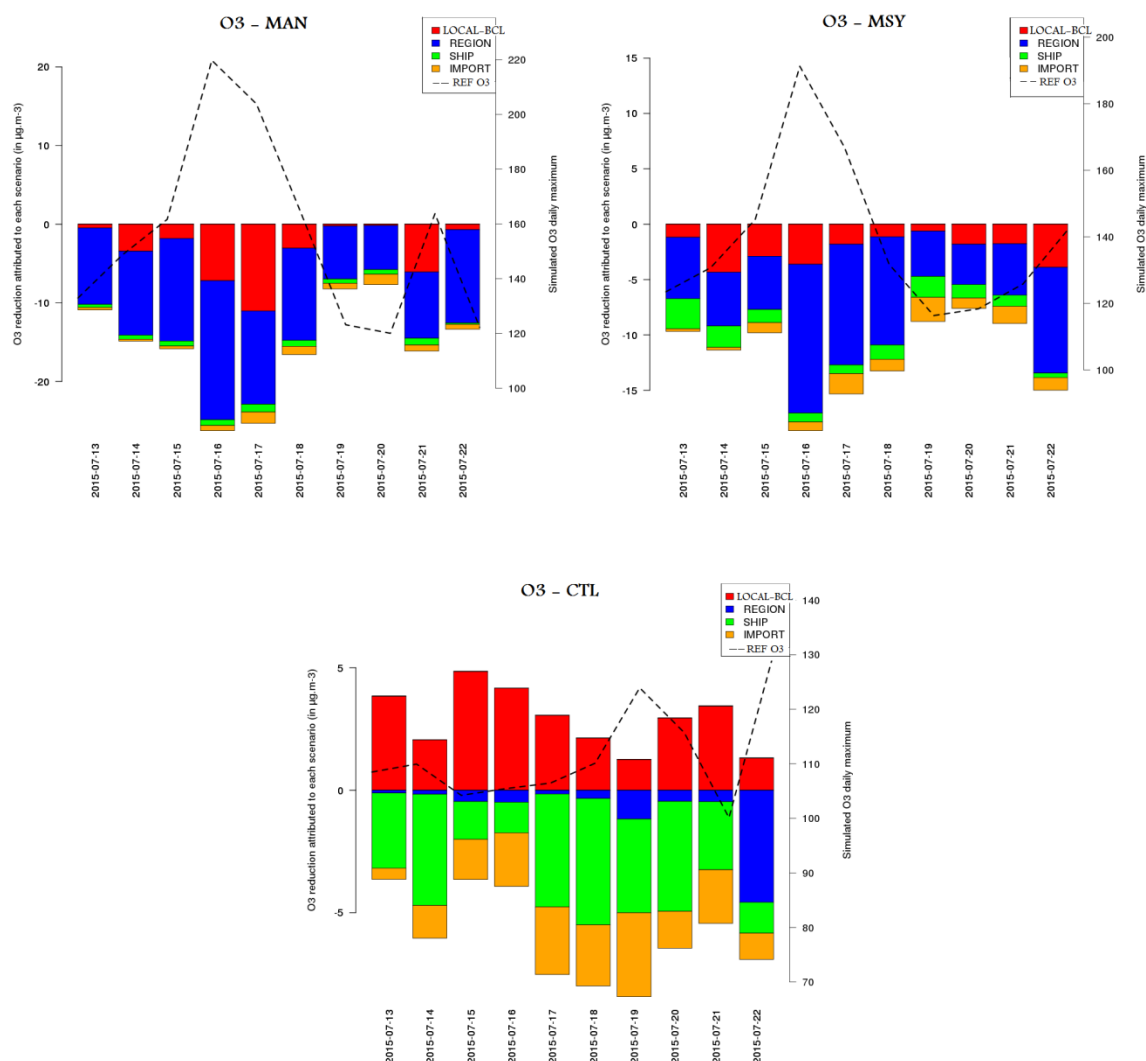 O3 - MAN
LOCAL-BCL
REGION
SHIP
IMPORT
REF O3
O3 reduction attributed to each scenario (in µg.m-3)
20
10
0
-10
-20
220
200
180
160
140
120
100
Simulated O3 daily maximum
2015-07-13
2015-07-14
2015-07-15
2015-07-16
2015-07-17
2015-07-18
2015-07-19
2015-07-20
2015-07-21
2015-07-22
O3 - MSY
LOCAL-BCL
REGION
SHIP
IMPORT
REF O3
O3 reduction attributed to each scenario (in µg.m-3)
15
10
5
0
-5
-10
-15
200
180
160
140
120
100
Simulated O3 daily maximum
2015-07-13
2015-07-14
2015-07-15
2015-07-16
2015-07-17
2015-07-18
2015-07-19
2015-07-20
2015-07-21
2015-07-22
O3 - CTL
LOCAL-BCL
REGION
SHIP
IMPORT
REF O3
O3 reduction attributed to each scenario (in µg.m-3)
5
0
-5
140
130
120
110
100
90
80
70
Simulated O3 daily maximum
2015-07-13
2015-07-14
2015-07-15
2015-07-16
2015-07-17
2015-07-18
2015-07-19
2015-07-20
2015-07-21
2015-07-22